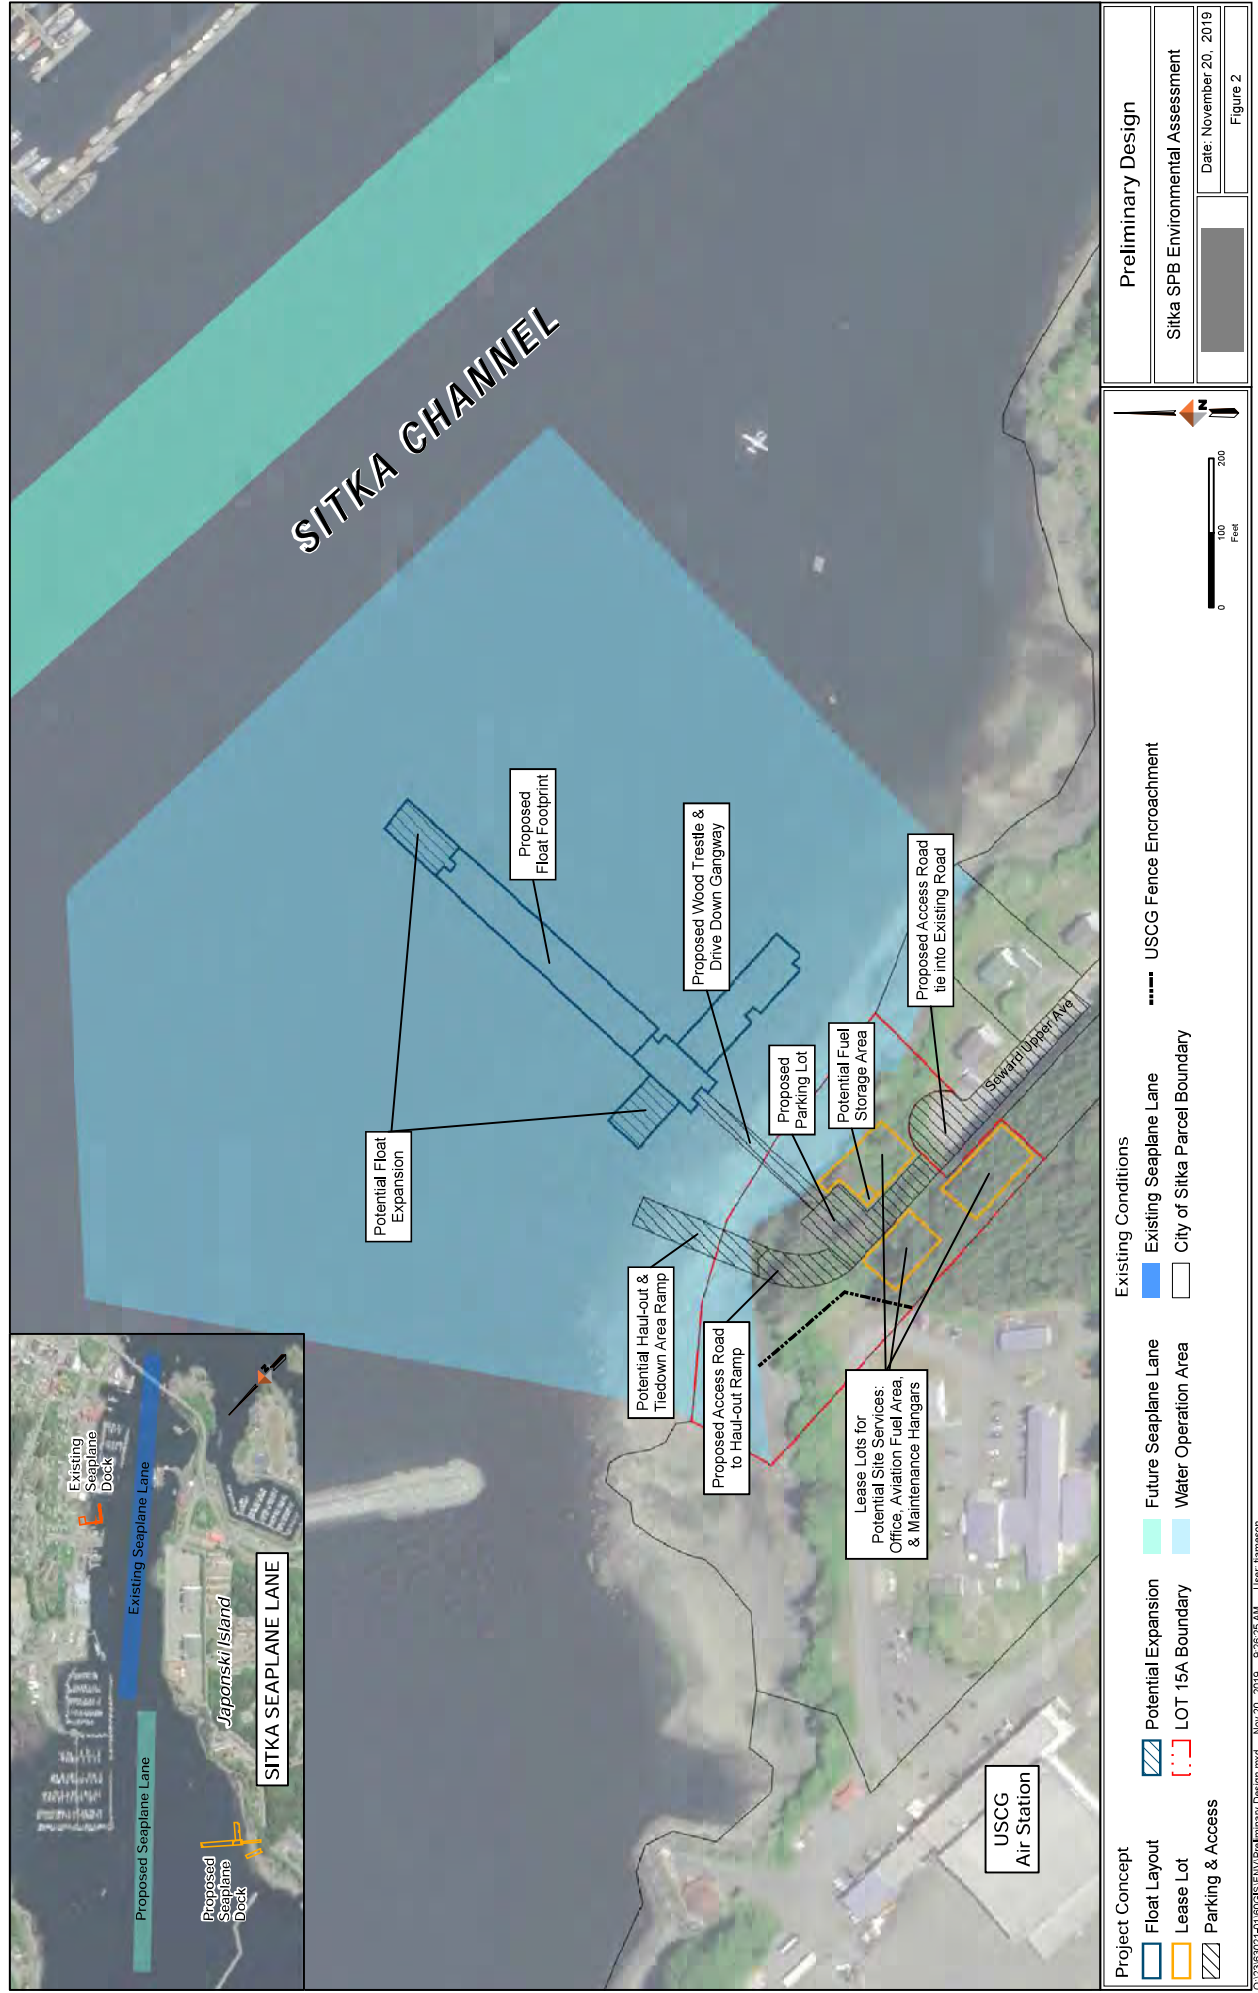 Existing
Seaplane
Dock
Existing Seaplane Lane
Proposed Seaplane Lane
Proposed
Seaplane
Dock
Japonski Island
SITKA SEAPLANE LANE
N
SITKA CHANNEL
Potential Float
Expansion
Proposed
Float Footprint
Potential Haul-out &
Tiedown Area Ramp
Proposed Wood Trestle &
Drive Down Gangway
Proposed Access Road
to Haul-out Ramp
Proposed
Parking Lot
Potential Fuel
Storage Area
Proposed Access Road
tie into Existing Road
Lease Lots for
Potential Site Services:
Office, Aviation Fuel Area,
& Maintenance Hangars
Seward Upper Ave
USCG
Air Station
Project Concept
Float Layout
Lease Lot
Parking & Access
Potential Expansion
LOT 15A Boundary
Future Seaplane Lane
Water Operation Area
Existing Conditions
Existing Seaplane Lane
City of Sitka Parcel Boundary
USCG Fence Encroachment
0 100 200
Feet
N
Preliminary Design
Sitka SPB Environmental Assessment
Date: November 20, 2019
Figure 2